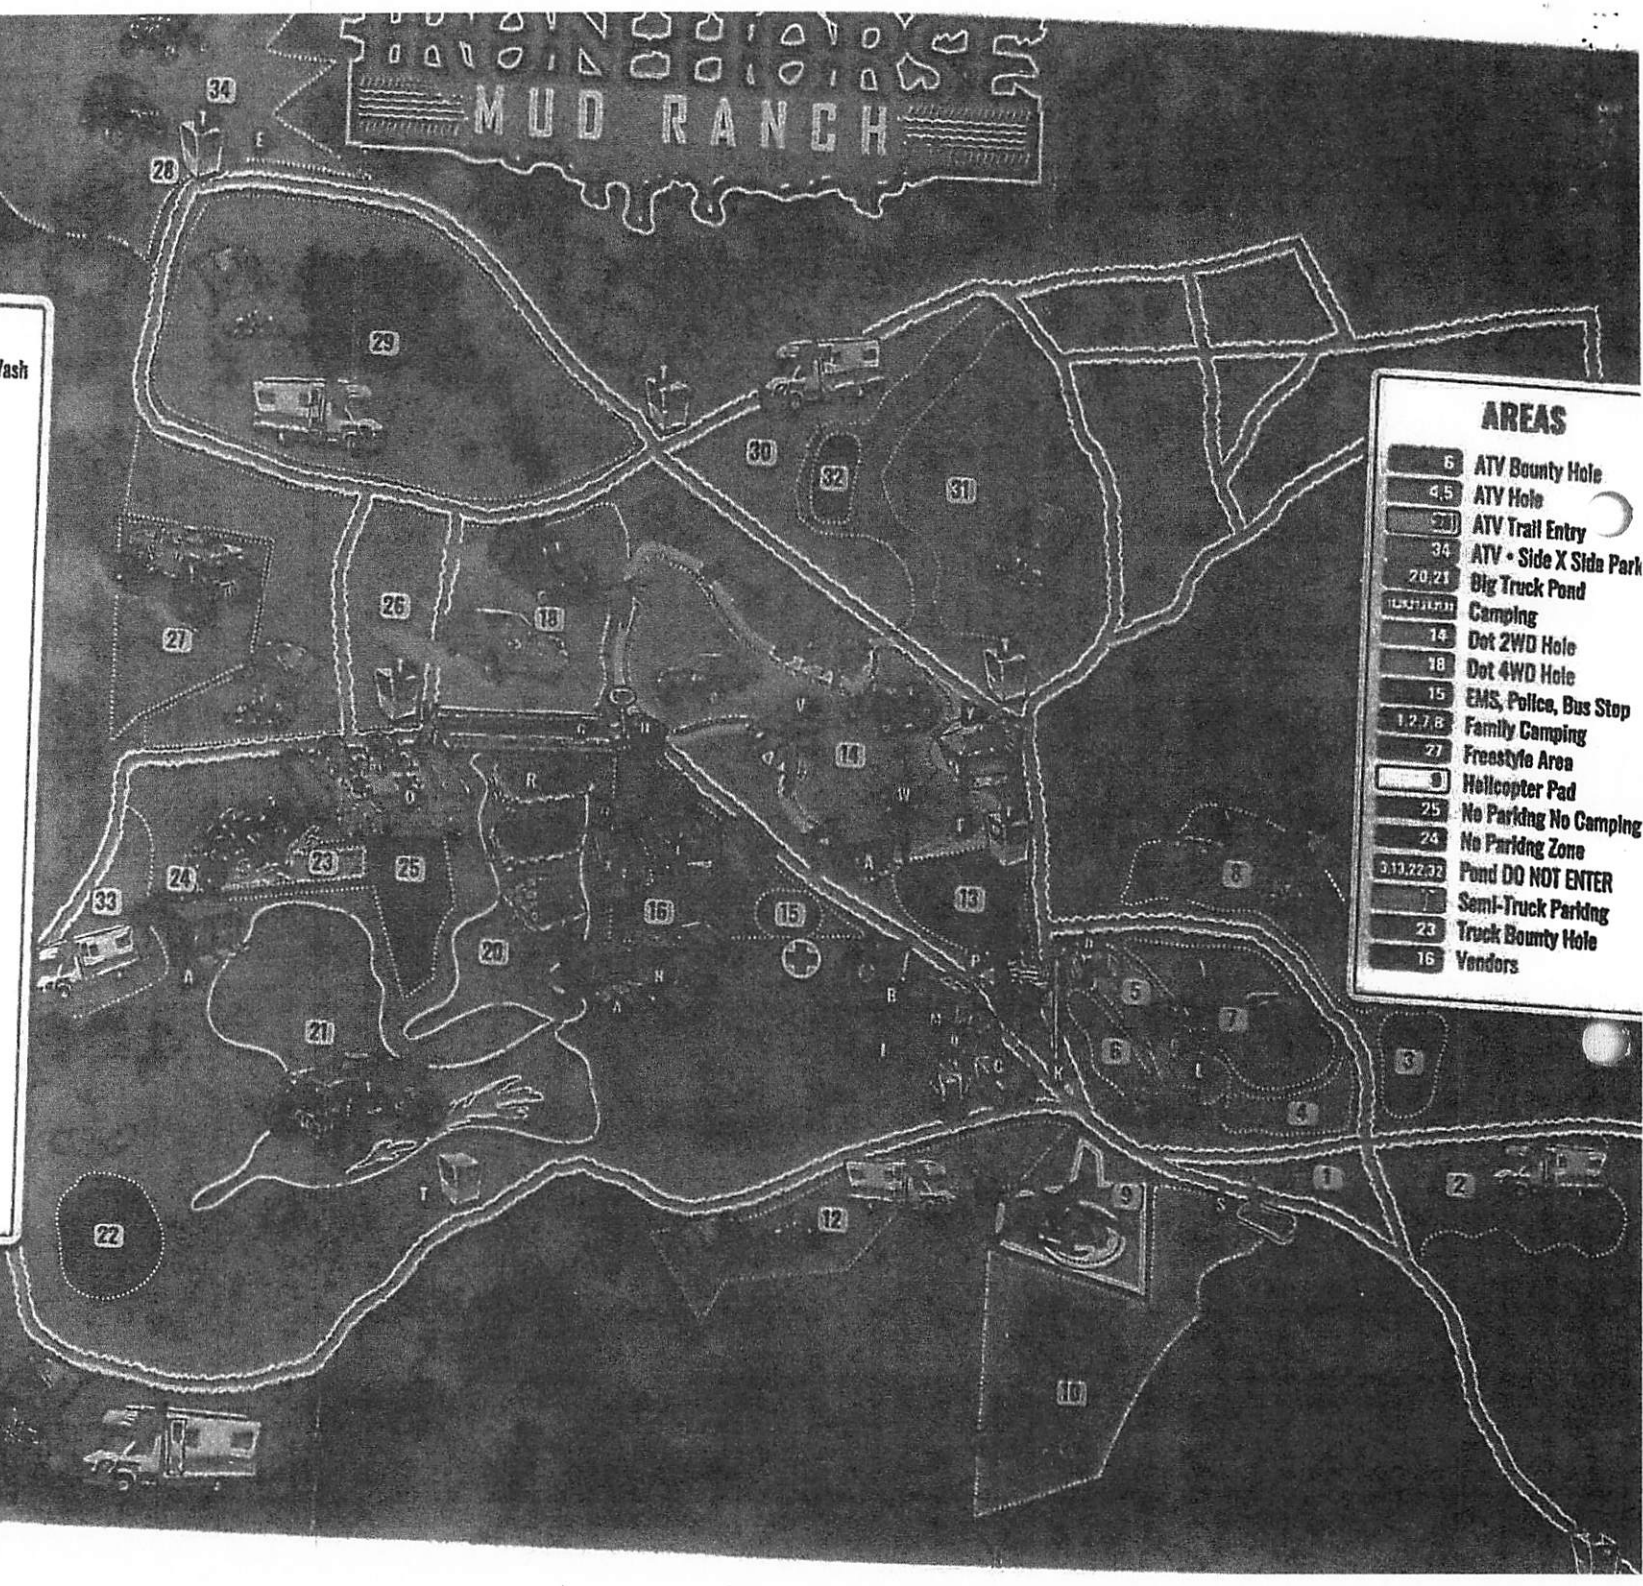 IRONHORSE
MUD RANCH
34
T
E
28
29
T
30
32
31
26
18
27
T
T
V
Y
G
14
R
W
O
23
25
24
A
8
33
16
15
13
20
A
H
A
P
B
5
7
M
21
6
3
I
C
K
L
4
T
1
2
12
9
S
22
10
Wash
AREAS
6 ATV Bounty Hole
4,5 ATV Hole
28 ATV Trail Entry
34 ATV • Side X Side Park
20,21 Big Truck Pond
Camping
14 Dot 2WD Hole
18 Dot 4WD Hole
15 EMS, Police, Bus Stop
1,2,7,8 Family Camping
27 Freestyle Area
9 Helicopter Pad
25 No Parking No Camping
24 No Parking Zone
3,13,22,32 Pond DO NOT ENTER
Semi-Truck Parking
23 Truck Bounty Hole
16 Vendors